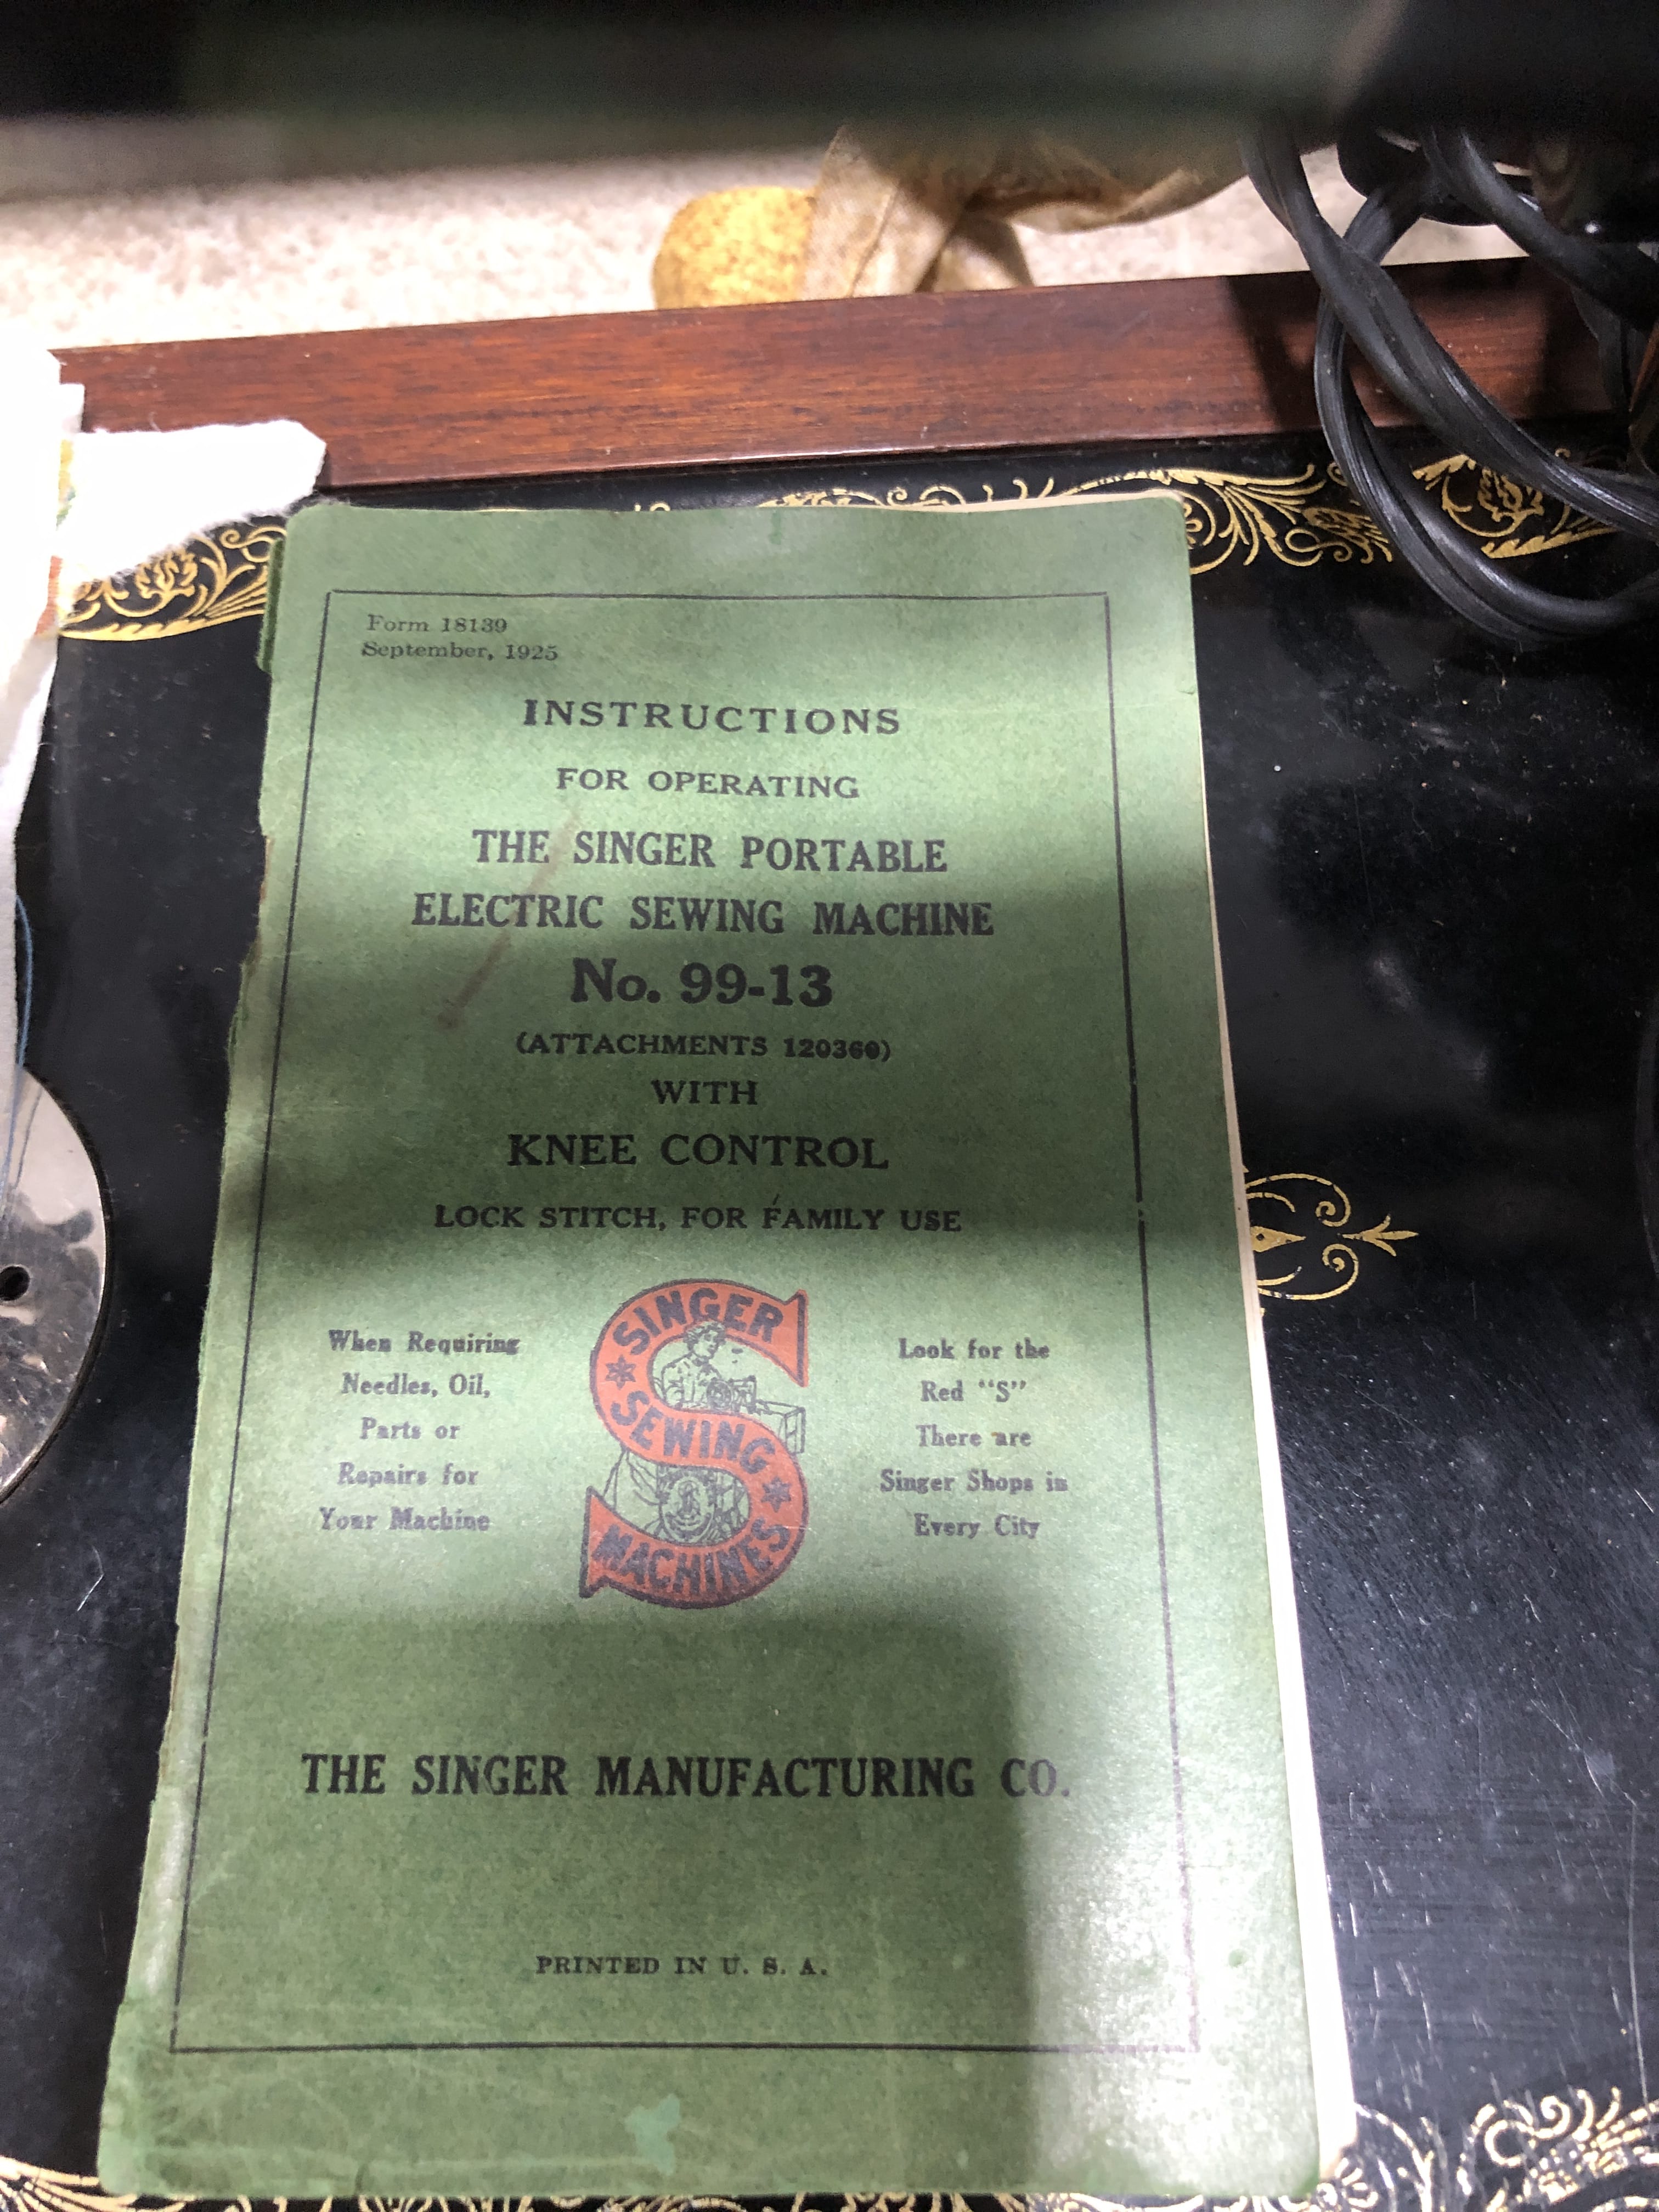 Form 18139
September, 1925
INSTRUCTIONS
FOR OPERATING
THE SINGER PORTABLE
ELECTRIC SEWING MACHINE
No. 99-13
(ATTACHMENTS 120360)
WITH
KNEE CONTROL
LOCK STITCH, FOR FAMILY USE
When Requiring
Needles, Oil,
Parts or
Repairs for
Your Machine
SINGER
SEWING
MACHINES
Look for the
Red "S"
There are
Singer Shops in
Every City
THE SINGER MANUFACTURING CO.
PRINTED IN U. S. A.